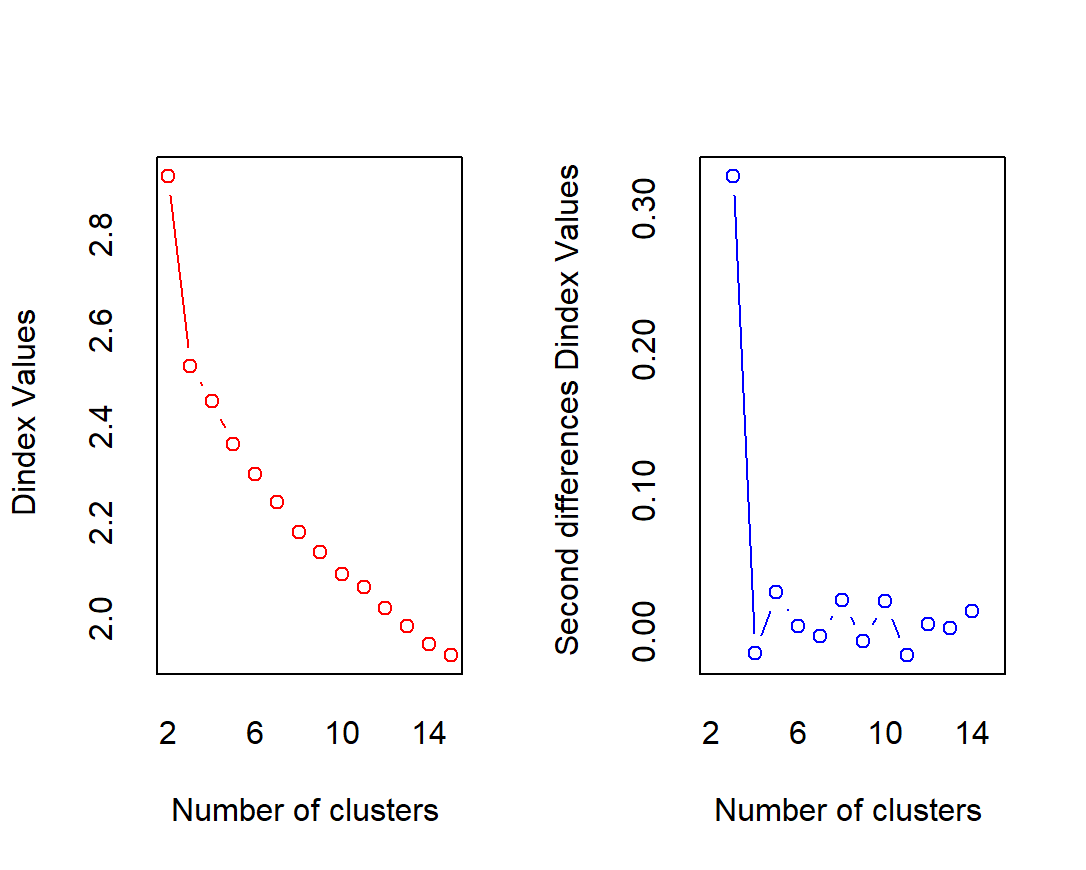 Dindex Values
2.8
2.6
2.4
2.2
2.0
2 6 10 14
Number of clusters
Second differences Dindex Values
0.30
0.20
0.10
0.00
2 6 10 14
Number of clusters